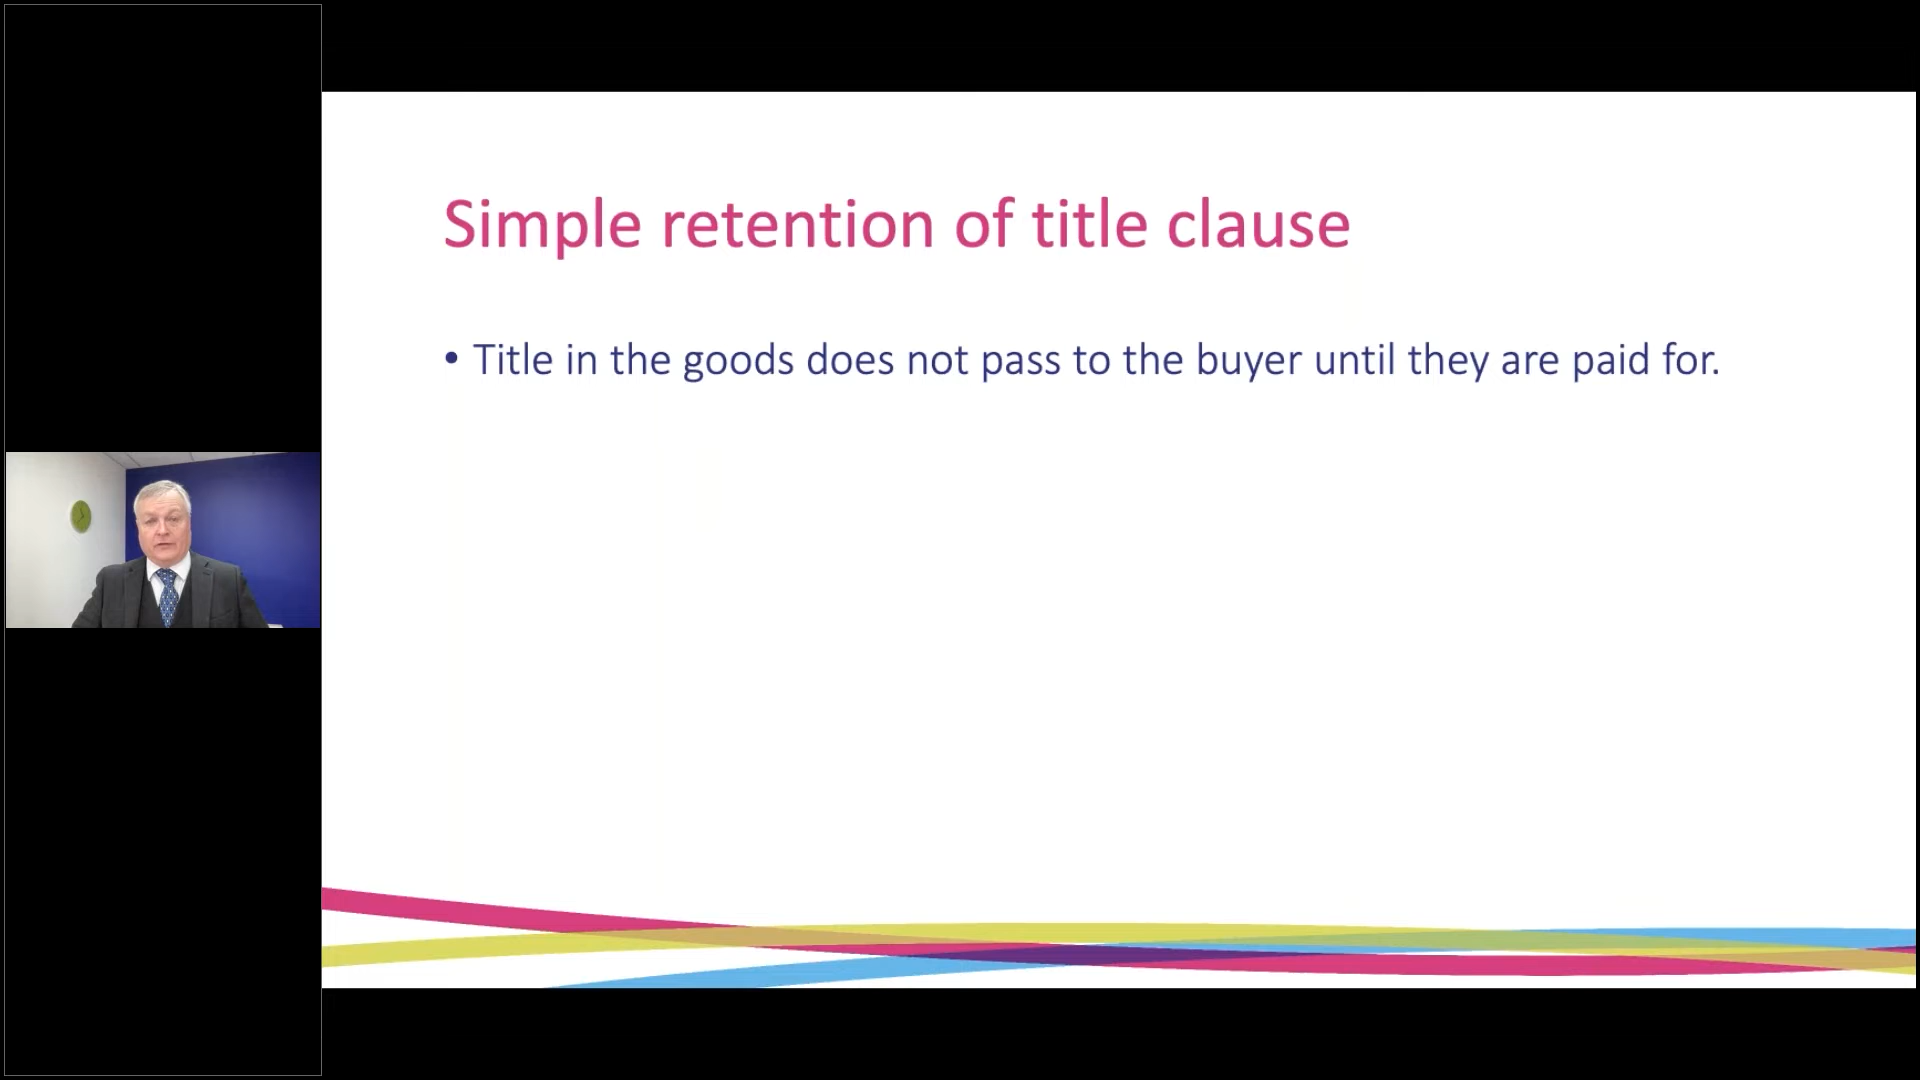 Simple retention of title clause
• Title in the goods does not pass to the buyer until they are paid for.